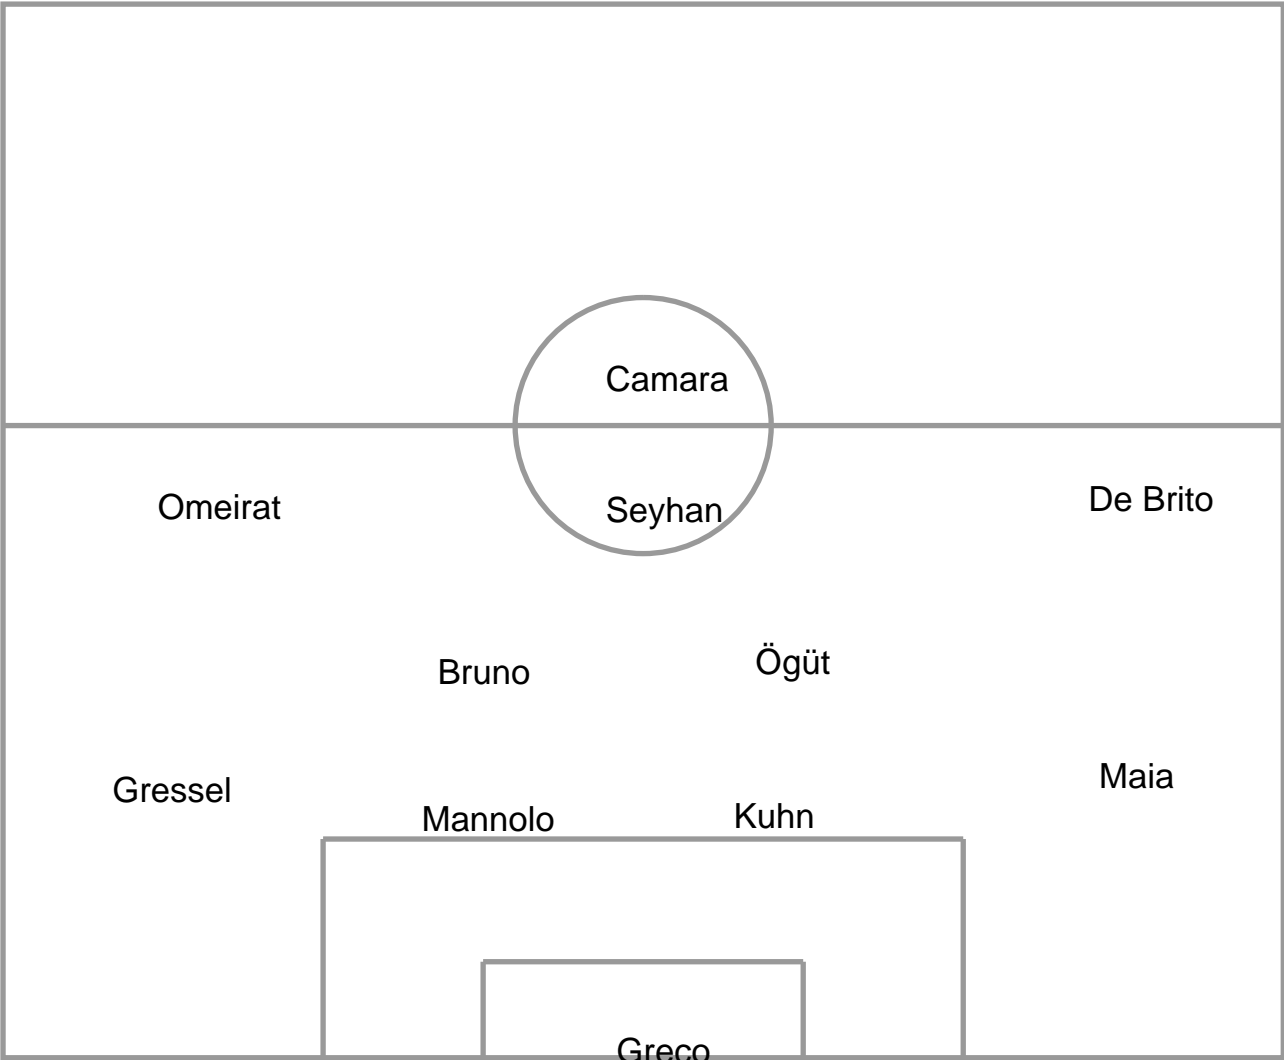 Camara
Omeirat Seyhan De Brito
Bruno Ögüt
Gressel Mannolo Kuhn Maia
Greco